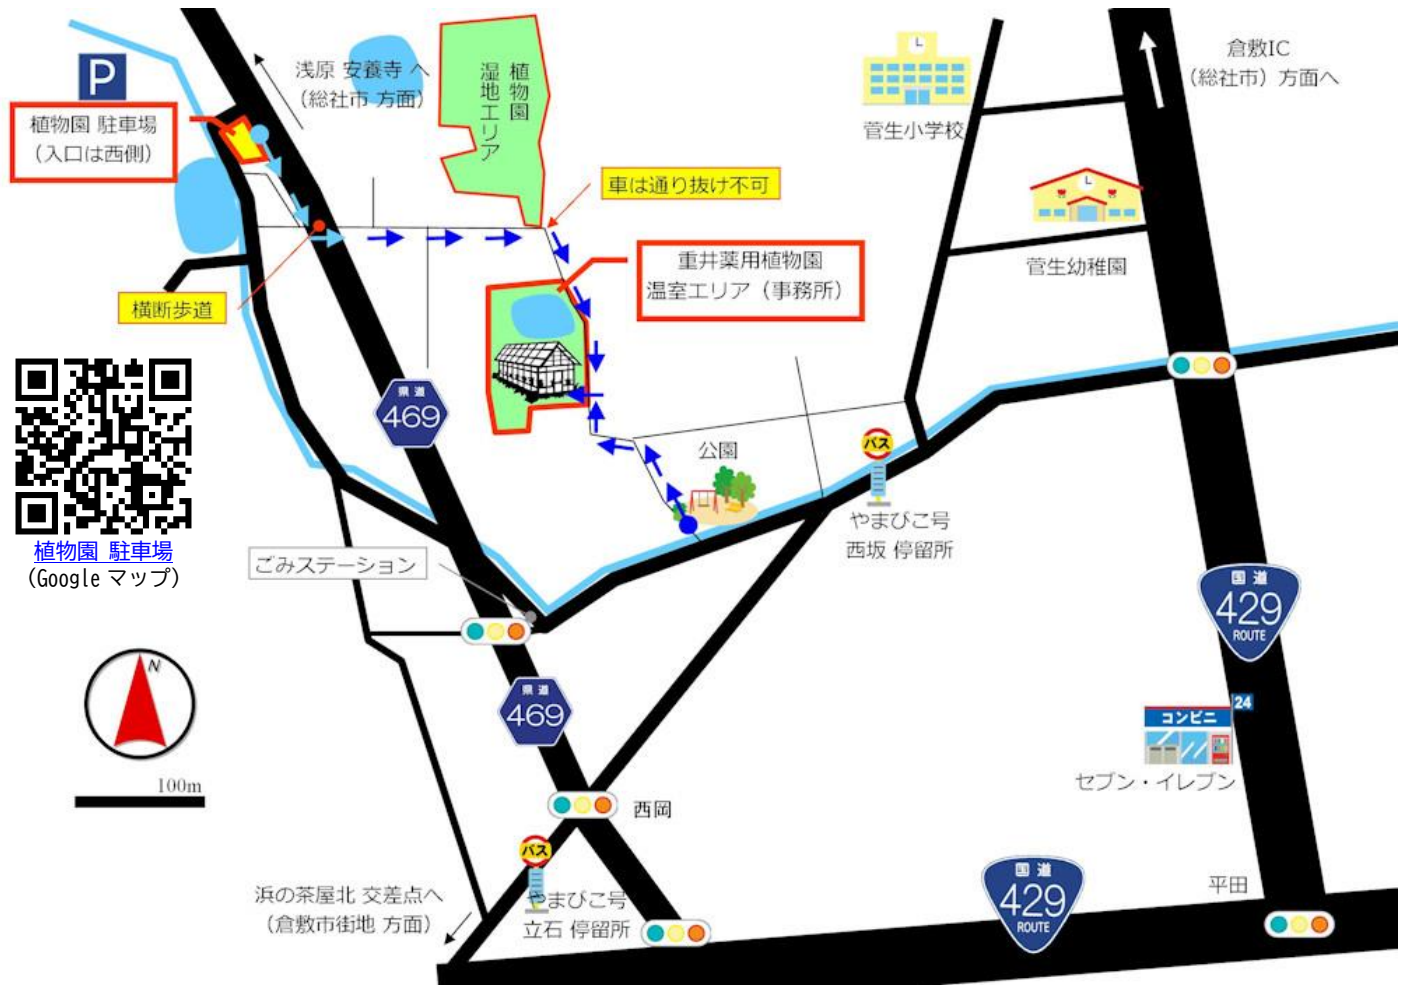 P
植物園 駐車場
（入口は西側）
浅原 安養寺 へ
（総社市 方面）
植物園
湿地エリア
菅生小学校
倉敷IC
（総社市）方面へ
車は通り抜け不可
菅生幼稚園
重井薬用植物園
温室エリア（事務所）
横断歩道
県道
469
公園
バス
やまびこ号
西坂 停留所
植物園 駐車場
(Google マップ)
ごみステーション
国道
429
ROUTE
N
100m
県道
469
24
コンビニ
セブン・イレブン
西岡
バス
やまびこ号
立石 停留所
浜の茶屋北 交差点へ
（倉敷市街地 方面）
国道
429
ROUTE
平田